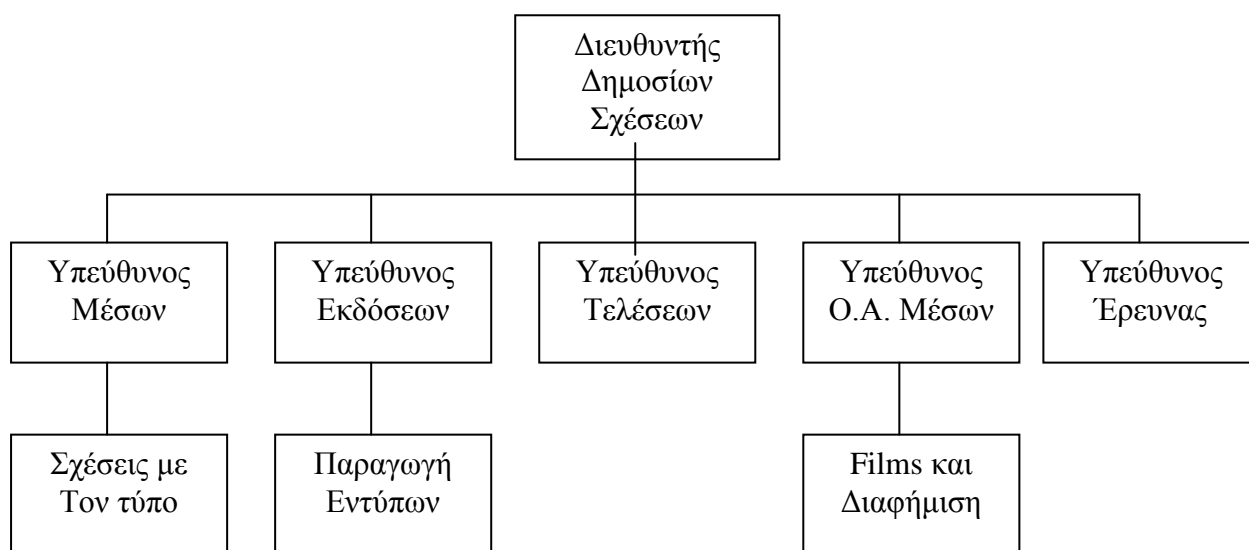 Διευθυντής
Δημοσίων
Σχέσεων
Υπεύθυνος
Μέσων
Υπεύθυνος
Εκδόσεων
Υπεύθυνος
Τελέσεων
Υπεύθυνος
Ο.Α. Μέσων
Υπεύθυνος
Έρευνας
Σχέσεις με
Τον τύπο
Παραγωγή
Εντύπων
Films και
Διαφήμιση